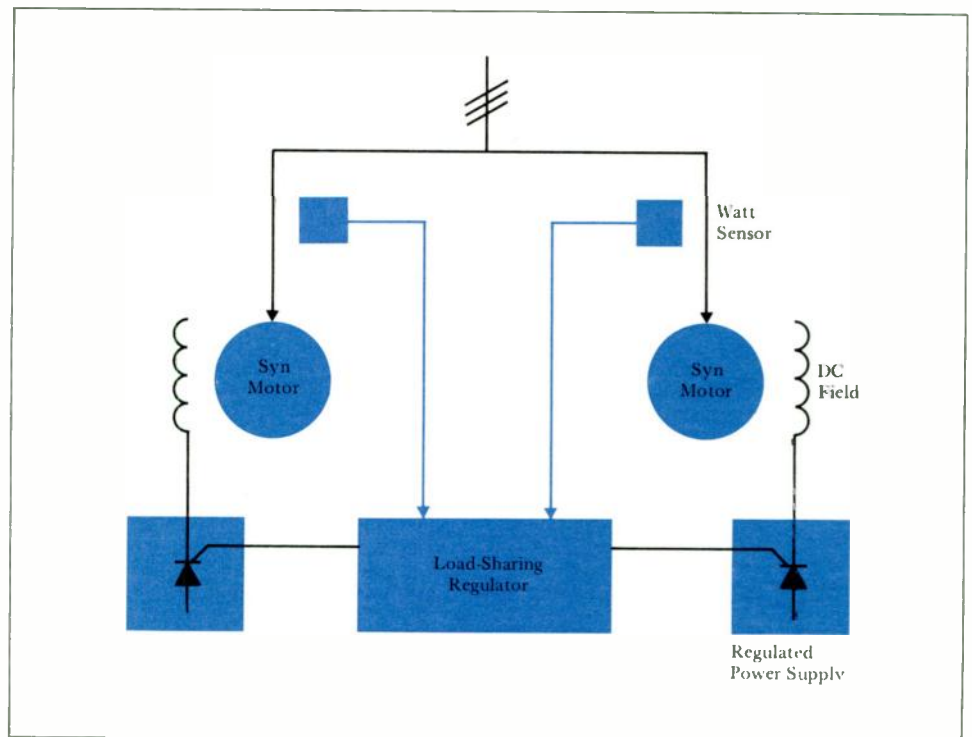 Watt
Sensor
Syn
Motor
Syn
Motor
DC
Field
Load-Sharing
Regulator
Regulated
Power Supply